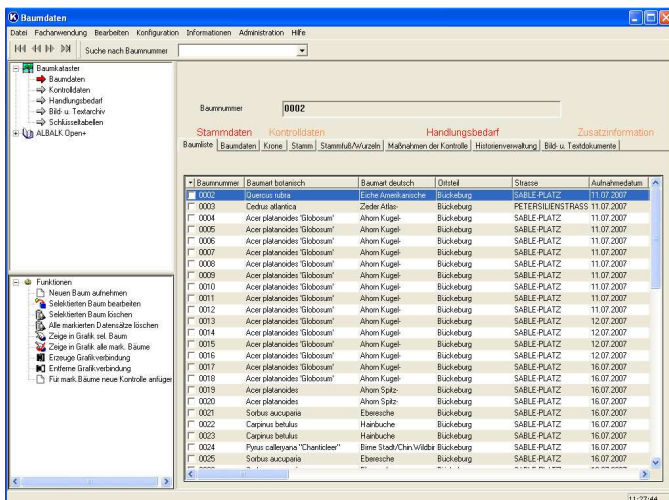 Baumdaten
Datei Fachanwendung Bearbeiten Konfiguration Informationen Administration Hilfe
Suche nach Baumnummer
Baumkataster
Baumdaten
Kontrolldaten
Handlungsbedarf
Bild- u. Textarchiv
Schlüsseltabellen
ALBALK Open+
Funktionen
Neuen Baum aufnehmen
Selektierten Baum bearbeiten
Selektierten Baum löschen
Alle markierten Datensätze löschen
Zeige in Grafik sel. Baum
Zeige in Grafik alle mark. Bäume
Erzeuge Grafikverbindung
Entferne Grafikverbindung
Für mark.Bäume neue Kontrolle anfüger
Baumnummer 0002
Stammdaten Kontrolldaten Handlungsbedarf Zusatzinformation
Baumliste Baumdaten Krone Stamm Stammfuß/Wurzeln Maßnahmen der Kontrolle Historienverwaltung Bild- u. Textdokumente
Baumnummer Baumart botanisch Baumart deutsch Ortsteil Strasse Aufnahmedatum
0002 Quercus rubra Eiche Amerikanische Bückeburg SABLE-PLATZ 11.07.2007
0003 Cedrus atlantica Zeder Atlas- Bückeburg PETERSILIENSTRASS 11.07.2007
0004 Acer platanoides 'Globosum' Ahorn Kugel- Bückeburg SABLE-PLATZ 11.07.2007
0005 Acer platanoides 'Globosum' Ahorn Kugel- Bückeburg SABLE-PLATZ 11.07.2007
0006 Acer platanoides 'Globosum' Ahorn Kugel- Bückeburg SABLE-PLATZ 11.07.2007
0007 Acer platanoides 'Globosum' Ahorn Kugel- Bückeburg SABLE-PLATZ 11.07.2007
0008 Acer platanoides 'Globosum' Ahorn Kugel- Bückeburg SABLE-PLATZ 11.07.2007
0009 Acer platanoides 'Globosum' Ahorn Kugel- Bückeburg SABLE-PLATZ 11.07.2007
0010 Acer platanoides 'Globosum' Ahorn Kugel- Bückeburg SABLE-PLATZ 11.07.2007
0011 Acer platanoides 'Globosum' Ahorn Kugel- Bückeburg SABLE-PLATZ 11.07.2007
0012 Acer platanoides 'Globosum' Ahorn Kugel- Bückeburg SABLE-PLATZ 11.07.2007
0013 Acer platanoides 'Globosum' Ahorn Kugel- Bückeburg SABLE-PLATZ 12.07.2007
0014 Acer platanoides 'Globosum' Ahorn Kugel- Bückeburg SABLE-PLATZ 12.07.2007
0015 Acer platanoides 'Globosum' Ahorn Kugel- Bückeburg SABLE-PLATZ 12.07.2007
0016 Acer platanoides 'Globosum' Ahorn Kugel- Bückeburg SABLE-PLATZ 12.07.2007
0017 Acer platanoides 'Globosum' Ahorn Kugel- Bückeburg SABLE-PLATZ 16.07.2007
0018 Acer platanoides 'Globosum' Ahorn Kugel- Bückeburg SABLE-PLATZ 16.07.2007
0019 Acer platanoides Ahorn Spitz- Bückeburg SABLE-PLATZ 16.07.2007
0020 Acer platanoides Ahorn Spitz- Bückeburg SABLE-PLATZ 16.07.2007
0021 Sorbus aucuparia Eberesche Bückeburg SABLE-PLATZ 16.07.2007
0022 Carpinus betulus Hainbuche Bückeburg SABLE-PLATZ 16.07.2007
0023 Carpinus betulus Hainbuche Bückeburg SABLE-PLATZ 16.07.2007
0024 Pyrus calleryana "Chanticleer" Birne Stadt/Chin.Wildbir Bückeburg SABLE-PLATZ 16.07.2007
0025 Sorbus aucuparia Eberesche Bückeburg SABLE-PLATZ 16.07.2007
11:27:44